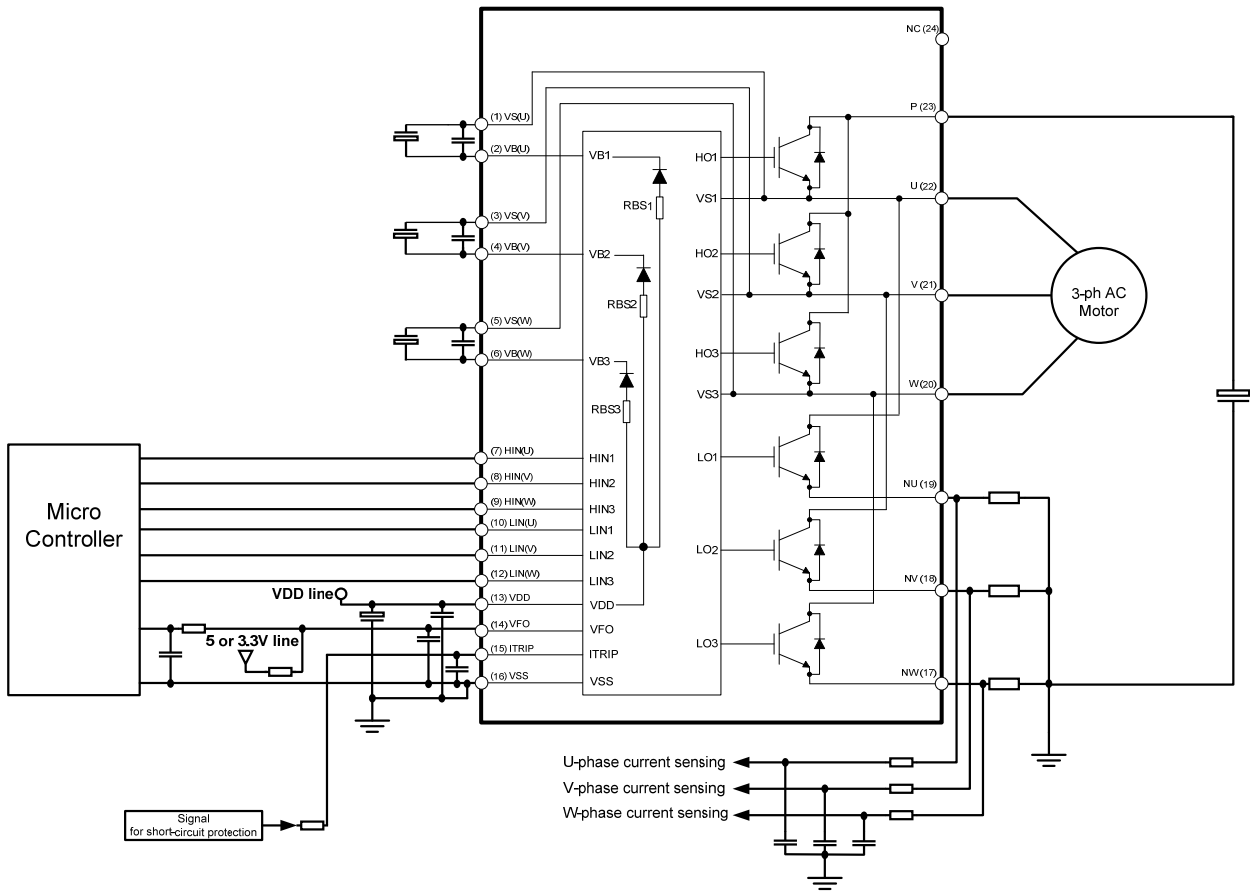 NC (24)
(1) VS(U)
P (23)
(2) VB(U)
VB1
HO1
RBS1
VS1
U (22)
(3) VS(V)
(4) VB(V)
VB2
HO2
RBS2
VS2
V (21)
3-ph AC
Motor
(5) VS(W)
(6) VB(W)
VB3
HO3
RBS3
VS3
W (20)
(7) HIN(U)
HIN1
LO1
(8) HIN(V)
HIN2
NU (19)
(9) HIN(W)
HIN3
Micro
Controller
(10) LIN(U)
LIN1
(11) LIN(V)
LIN2
LO2
(12) LIN(W)
LIN3
NV (18)
VDD line
(13) VDD
VDD
(14) VFO
VFO
5 or 3.3V line
LO3
(15) ITRIP
ITRIP
(16) VSS
VSS
NW (17)
U-phase current sensing
V-phase current sensing
W-phase current sensing
Signal
for short-circuit protection